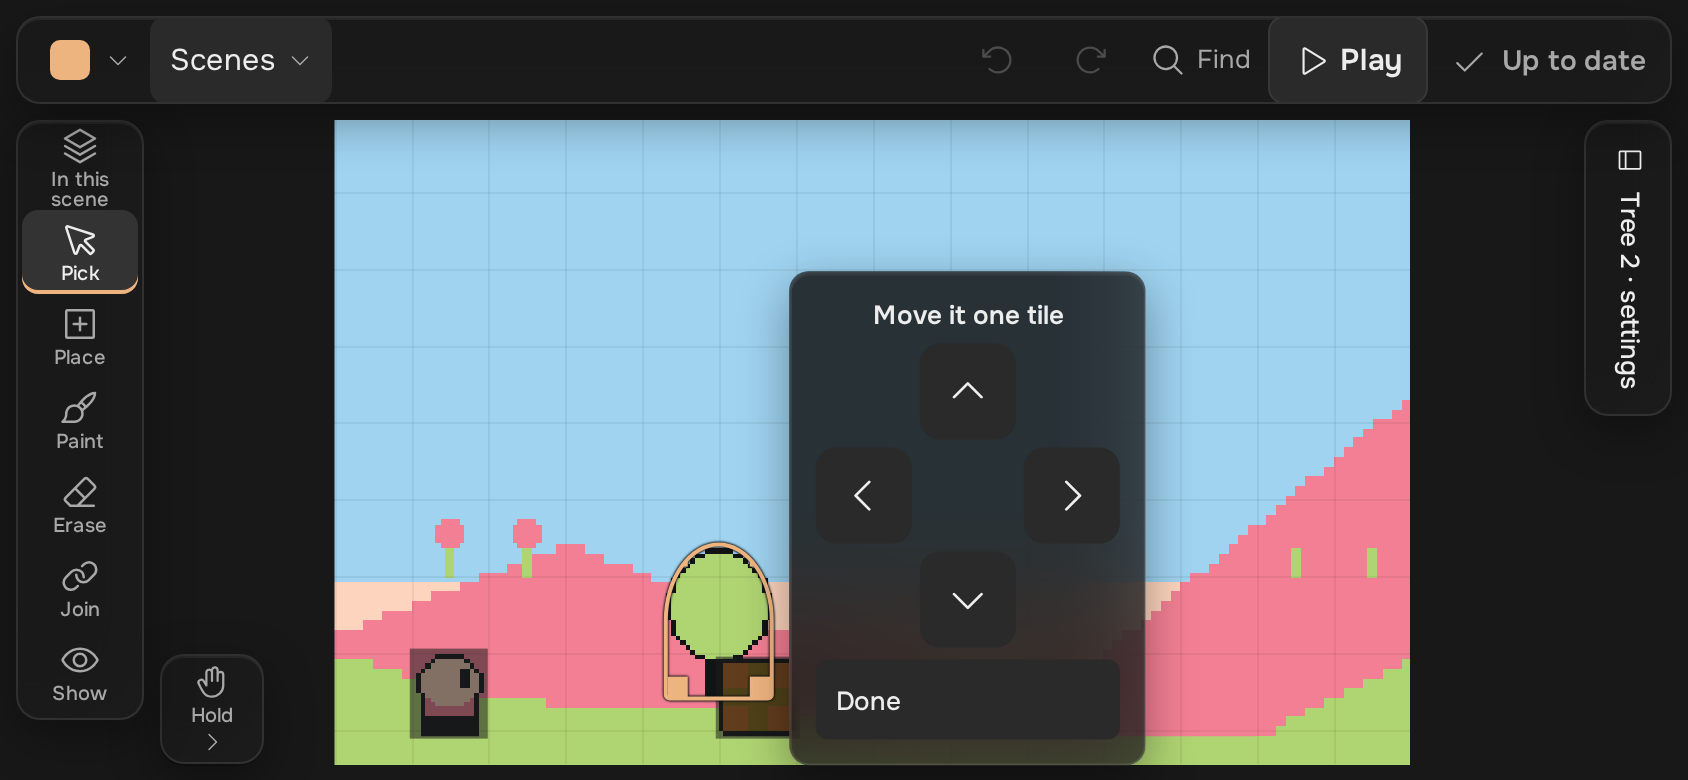 Scenes
Find
Play
Up to date
In this
scene
Pick
Place
Paint
Erase
Join
Show
Hold
Move it one tile
Done
Tree 2 · settings